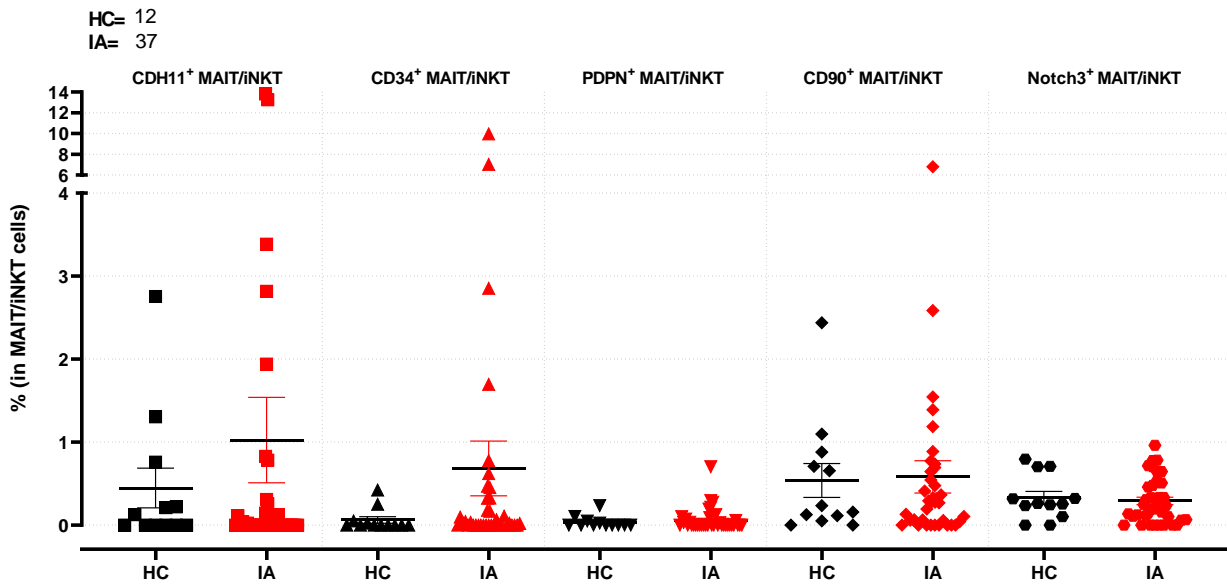 HC= 12
IA= 37
CDH11+ MAIT/iNKT CD34+ MAIT/iNKT PDPN+ MAIT/iNKT CD90+ MAIT/iNKT Notch3+ MAIT/iNKT
% (in MAIT/iNKT cells)
14
12
10
8
6
4
3
2
1
0
HC IA HC IA HC IA HC IA HC IA